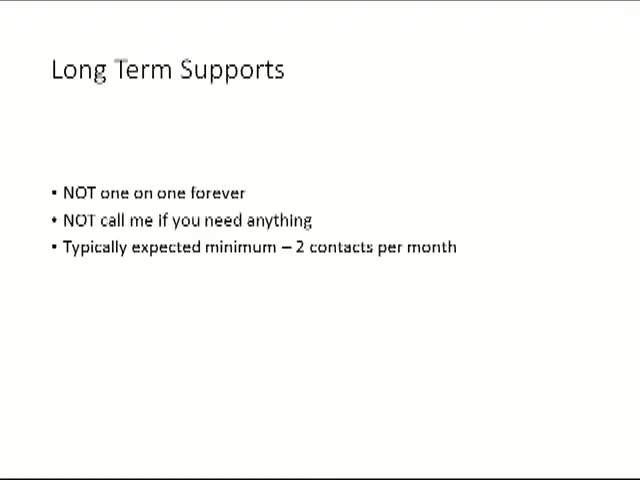 Long Term Supports
• NOT one on one forever
• NOT call me if you need anything
• Typically expected minimum – 2 contacts per month